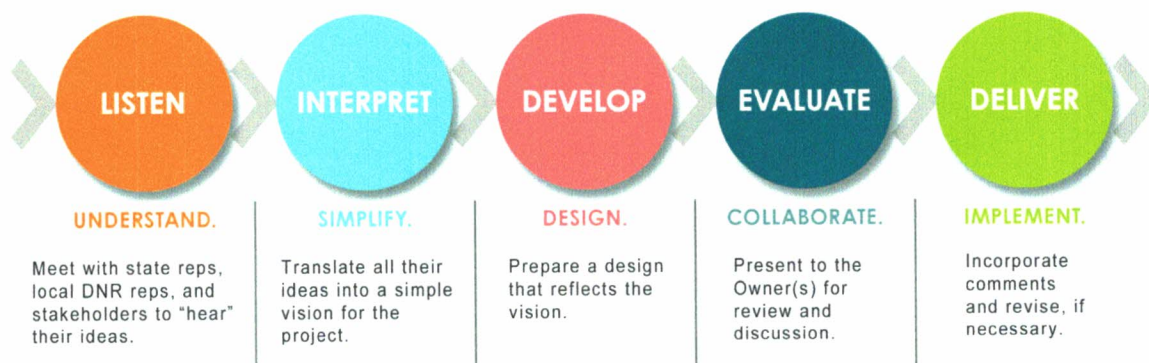 LISTEN
INTERPRET
DEVELOP
EVALUATE
DELIVER
UNDERSTAND.
Meet with state reps,
local DNR reps, and
stakeholders to “hear”
their ideas.
SIMPLIFY.
Translate all their
ideas into a simple
vision for the
project.
DESIGN.
Prepare a design
that reflects the
vision.
COLLABORATE.
Present to the
Owner(s) for
review and
discussion.
IMPLEMENT.
Incorporate
comments
and revise, if
necessary.